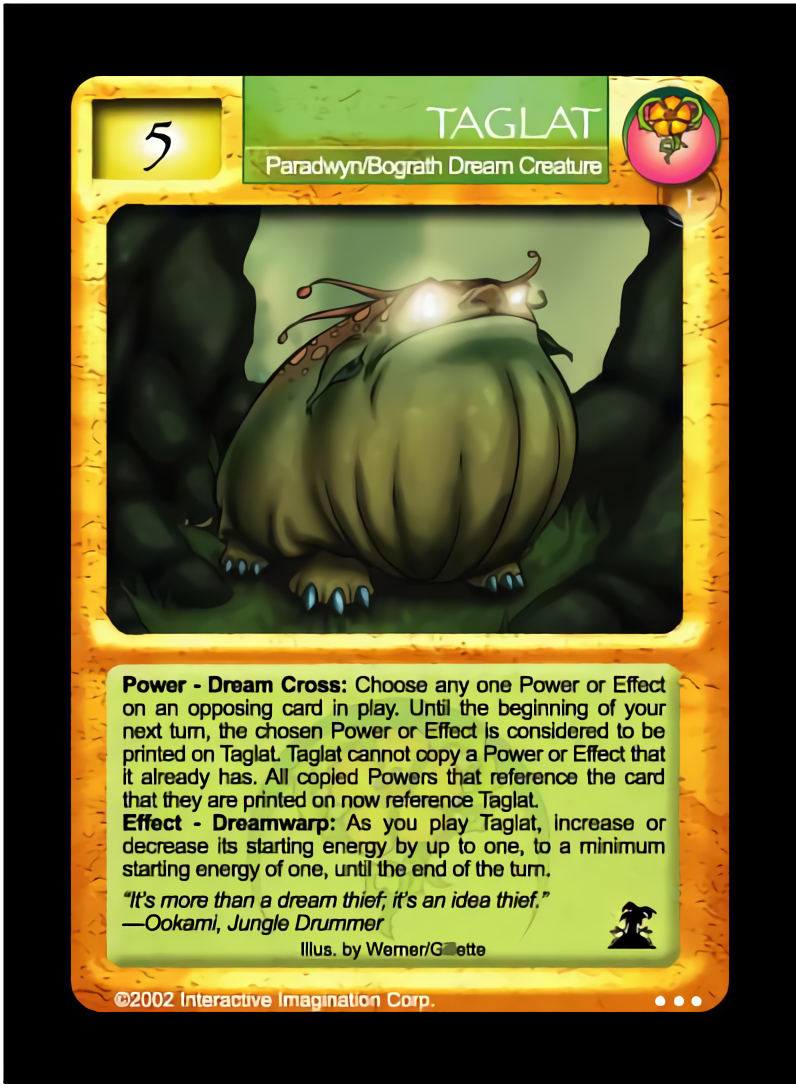 5
TAGLAT
Paradwyn/Bograth Dream Creature
1
Power - Dream Cross: Choose any one Power or Effect
on an opposing card in play. Until the beginning of your
next turn, the chosen Power or Effect is considered to be
printed on Taglat. Taglat cannot copy a Power or Effect that
it already has. All copied Powers that reference the card
that they are printed on now reference Taglat.
Effect - Dreamwarp: As you play Taglat, increase or
decrease its starting energy by up to one, to a minimum
starting energy of one, until the end of the turn.
"It's more than a dream thief; it's an idea thief."
—Ookami, Jungle Drummer
Illus. by
©2002 Interactive Imagination Corp.